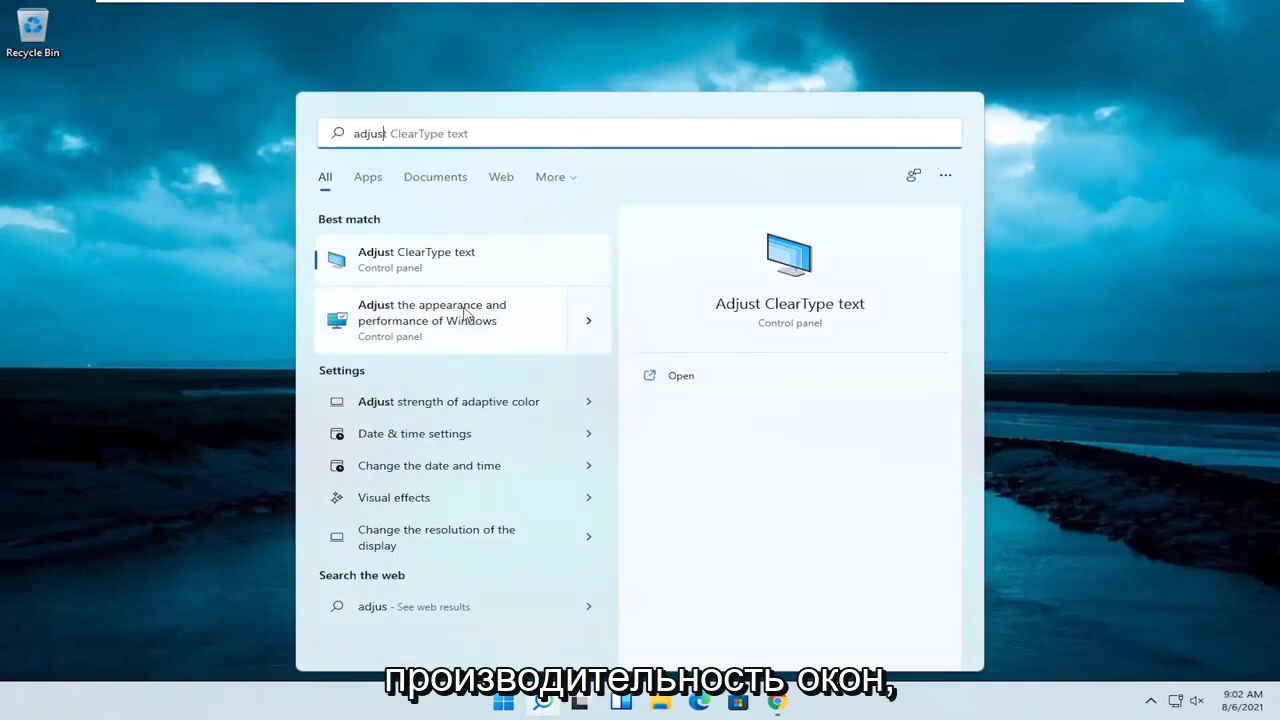 Recycle Bin
adjust ClearType text
All Apps Documents Web More
Best match
Adjust ClearType text
Control panel
Adjust the appearance and
performance of Windows
Control panel
Settings
Adjust strength of adaptive color
Date & time settings
Change the date and time
Visual effects
Change the resolution of the
display
Search the web
adjus - See web results
Adjust ClearType text
Control panel
Open
производительность окон,
9:02 AM
8/6/2021